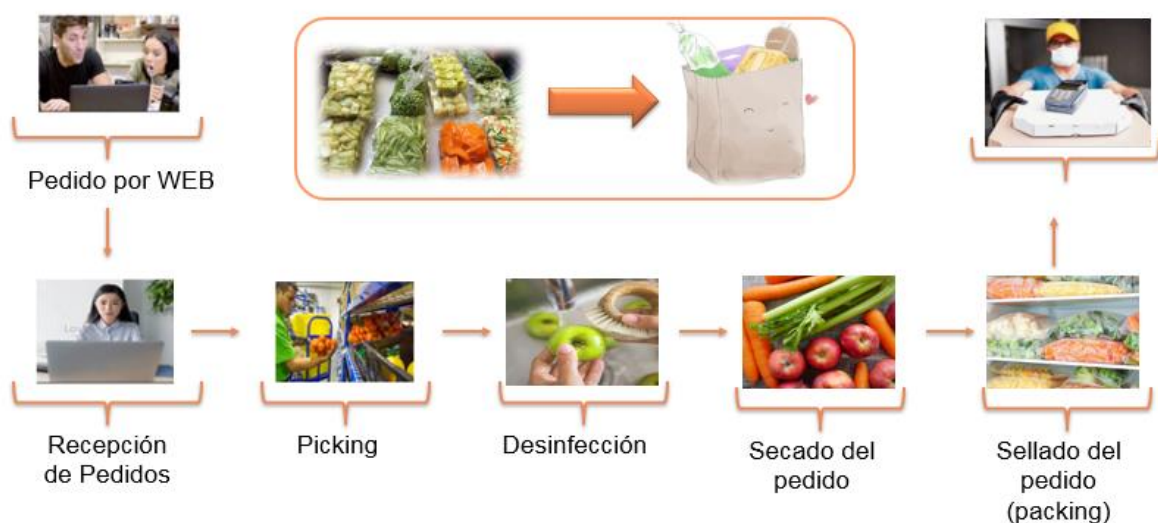 Pedido por WEB
Recepción
de Pedidos
Picking
Desinfección
Secado del
pedido
Sellado del
pedido
(packing)